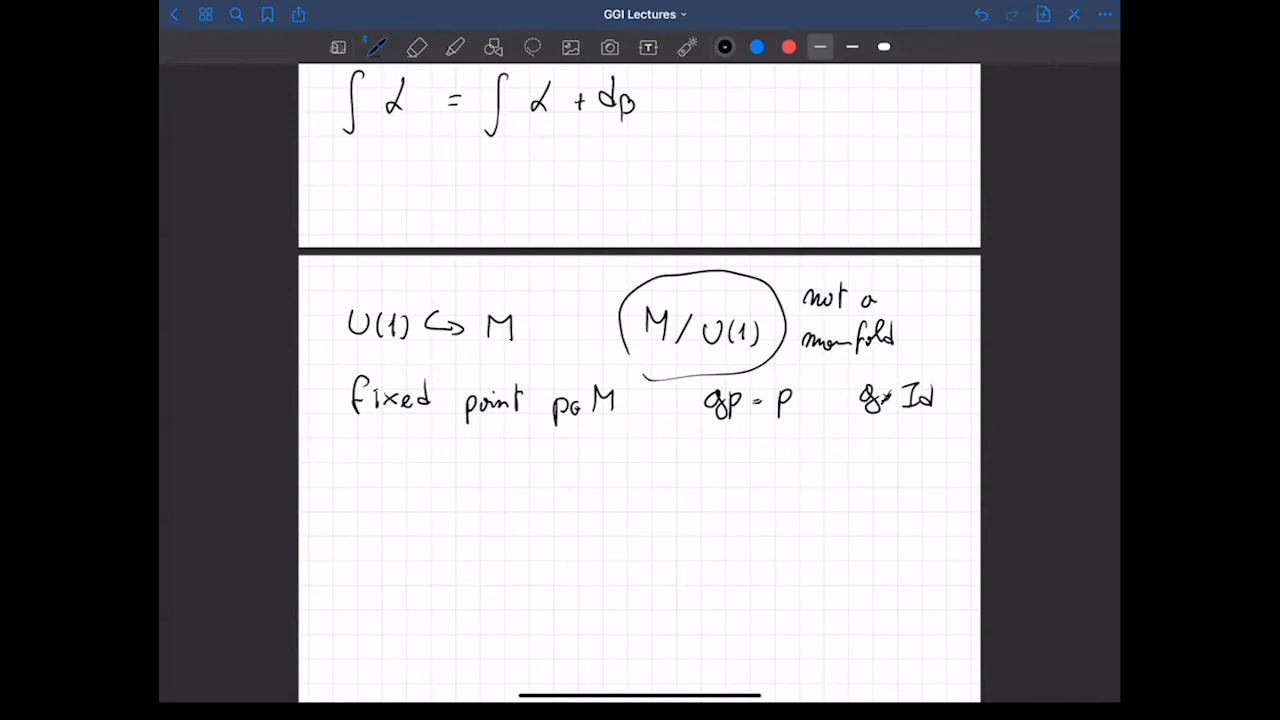 GGI Lectures
∫ α = ∫ α + dβ
U(1) ↪ M M/U(1) not a
manifold
fixed point p∈M gp = p g≠Id